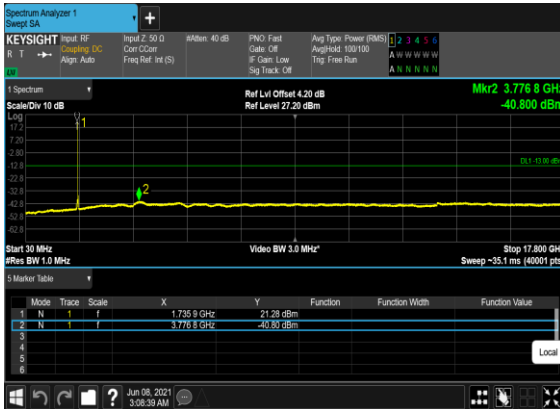 Spectrum Analyzer 1
Swept SA
+
KEYSIGHT Input: RF Input Z: 50 Ω #Atten: 40 dB PNO: Fast Avg Type: Power (RMS) 1 2 3 4 5 6
R T Coupling: DC Corr CCorr Gate: Off Avg|Hold: 100/100 A W W W W W
Align: Auto Freq Ref: Int (S) IF Gain: Low Trig: Free Run
Sig Track: Off A N N N N N
1 Spectrum Ref Lvl Offset 4.20 dB Mkr2 3.776 8 GHz
Scale/Div 10 dB Ref Level 27.20 dBm -40.800 dBm
Log
17.2
7.20
-2.80
-12.8 DL1 -13.00 dBm
-22.8
-32.8
-42.8
-52.8
-62.8
1
2
Start 30 MHz Video BW 3.0 MHz* Stop 17.800 GHz
#Res BW 1.0 MHz Sweep ~35.1 ms (40001 pts)
5 Marker Table
Mode Trace Scale X Y Function Function Width Function Value
1 N 1 f 1.735 9 GHz 21.28 dBm
2 N 1 f 3.776 8 GHz -40.80 dBm
3
4
5
6
Local
? Jun 08, 2021
3:08:39 AM